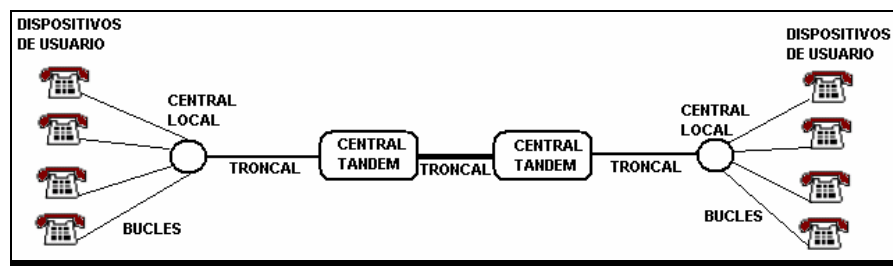 DISPOSITIVOS
DE USUARIO
CENTRAL
LOCAL
BUCLES
TRONCAL
CENTRAL
TANDEM
TRONCAL
CENTRAL
TANDEM
TRONCAL
CENTRAL
LOCAL
BUCLES
DISPOSITIVOS
DE USUARIO